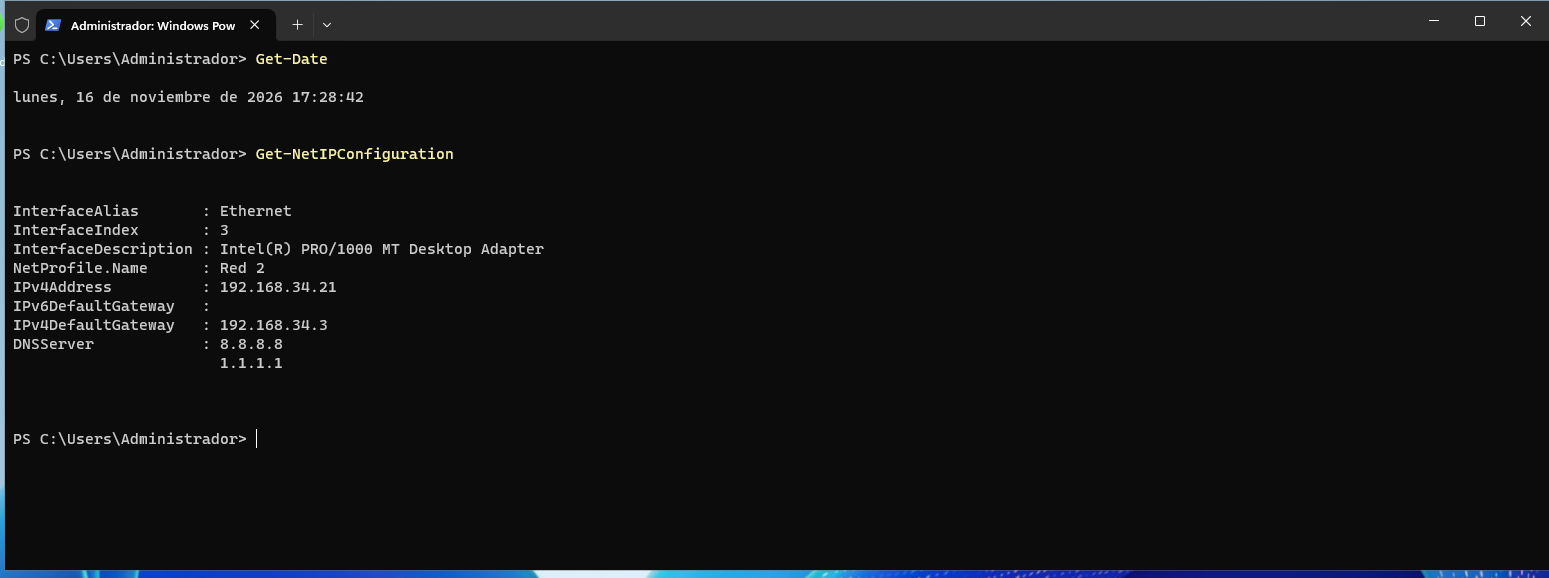 Administrador: Windows Pow
PS C:\Users\Administrador> Get-Date
lunes, 16 de noviembre de 2026 17:28:42
PS C:\Users\Administrador> Get-NetIPConfiguration
InterfaceAlias       : Ethernet
InterfaceIndex       : 3
InterfaceDescription : Intel(R) PRO/1000 MT Desktop Adapter
NetProfile.Name      : Red 2
IPv4Address          : 192.168.34.21
IPv6DefaultGateway   :
IPv4DefaultGateway   : 192.168.34.3
DNSServer            : 8.8.8.8
                       1.1.1.1
PS C:\Users\Administrador>